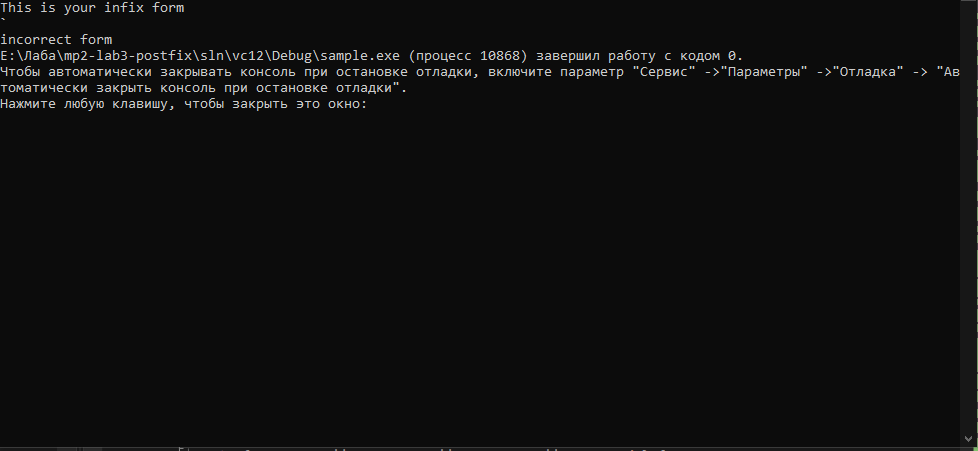 This is your infix form
`
incorrect form
E:\Лаба\mp2-lab3-postfix\sln\vc12\Debug\sample.exe (процесс 10868) завершил работу с кодом 0.
Чтобы автоматически закрывать консоль при остановке отладки, включите параметр "Сервис" ->"Параметры" ->"Отладка" -> "Ав
томатически закрыть консоль при остановке отладки".
Нажмите любую клавишу, чтобы закрыть это окно: